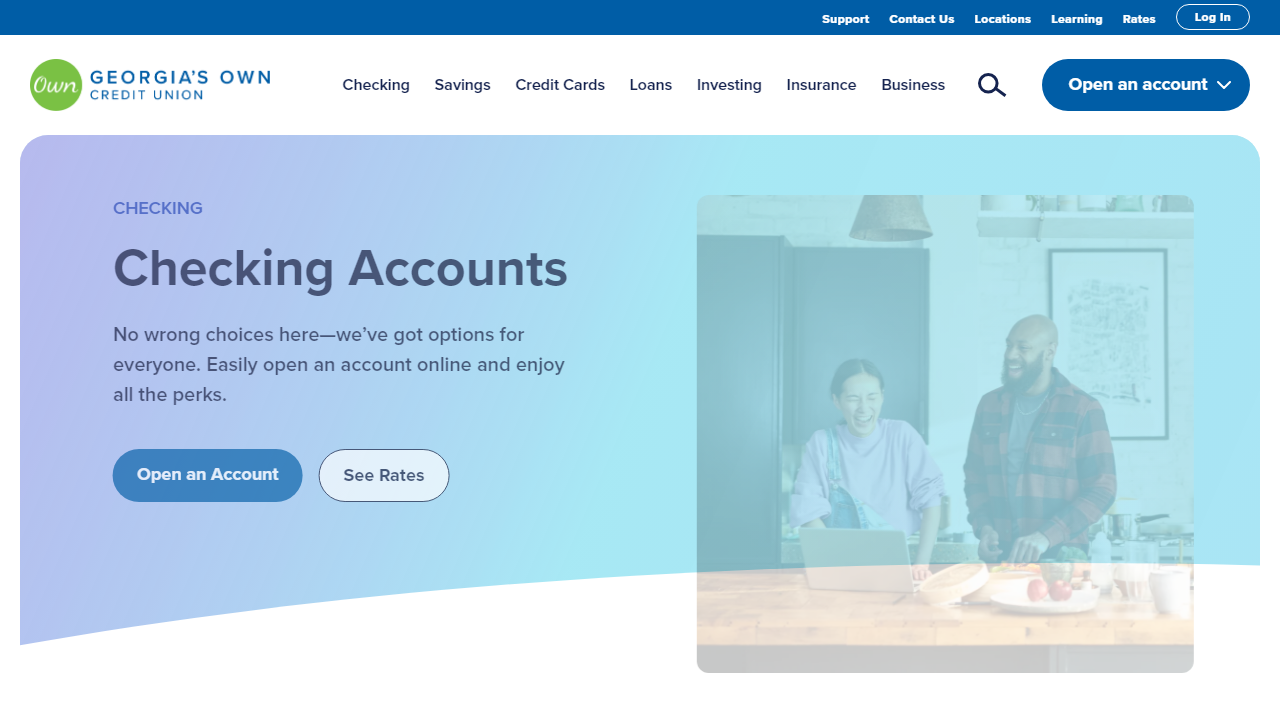 Support Contact Us Locations Learning Rates Log In
Own GEORGIA'S OWN
CREDIT UNION
Checking Savings Credit Cards Loans Investing Insurance Business Open an account
CHECKING
Checking Accounts
No wrong choices here—we've got options for
everyone. Easily open an account online and enjoy
all the perks.
Open an Account See Rates